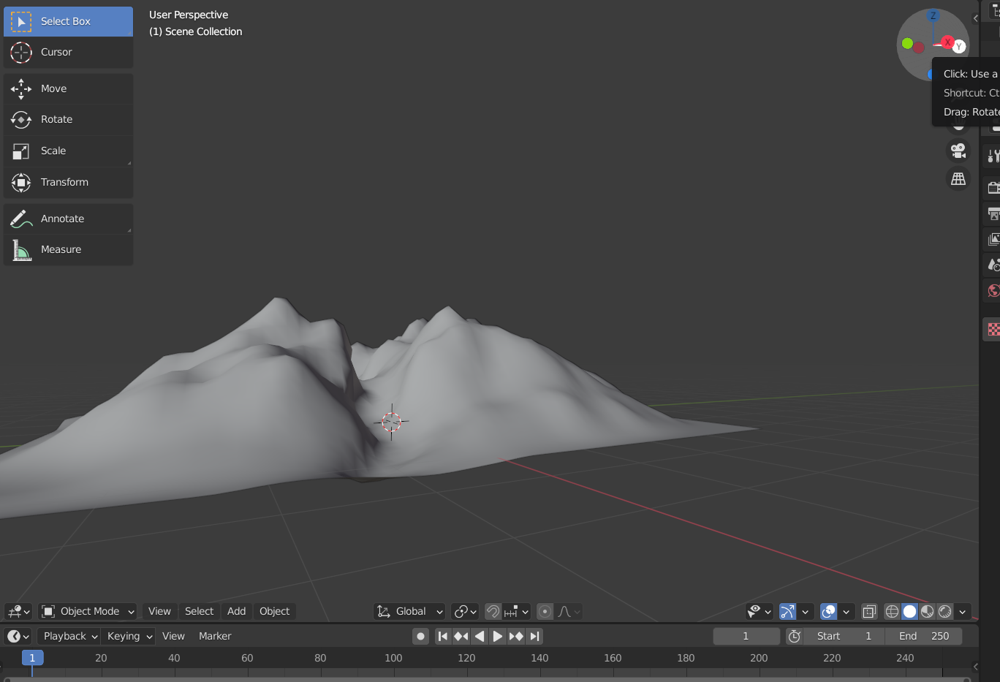 Select Box
User Perspective
(1) Scene Collection
Cursor
Move
Rotate
Scale
Transform
Annotate
Measure
Z
X
Y
Click: Use a
Shortcut: Ct
Drag: Rotate
Object Mode View Select Add Object Global
Playback Keying View Marker 1 Start 1 End 250
1 20 40 60 80 100 120 140 160 180 200 220 240